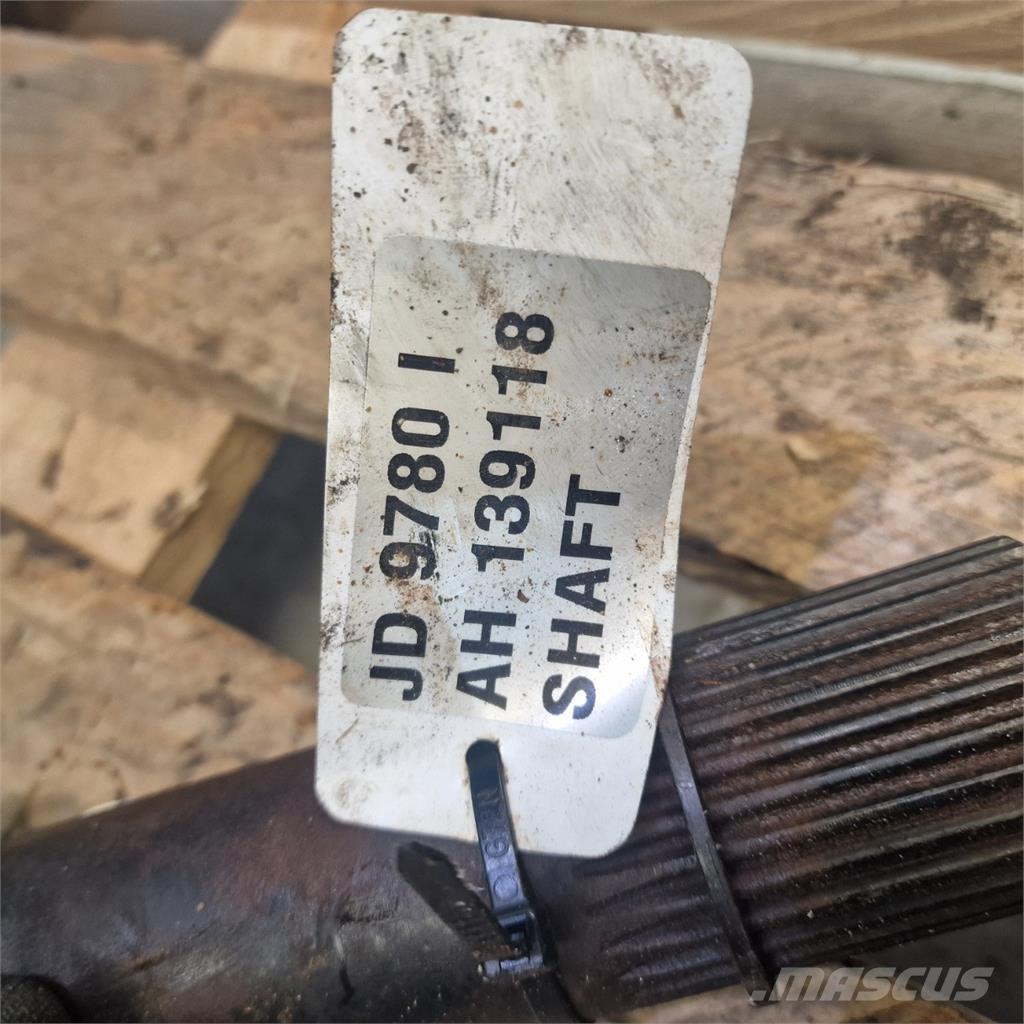 JD 9780 I
AH 139118
SHAFT
.MASCUS